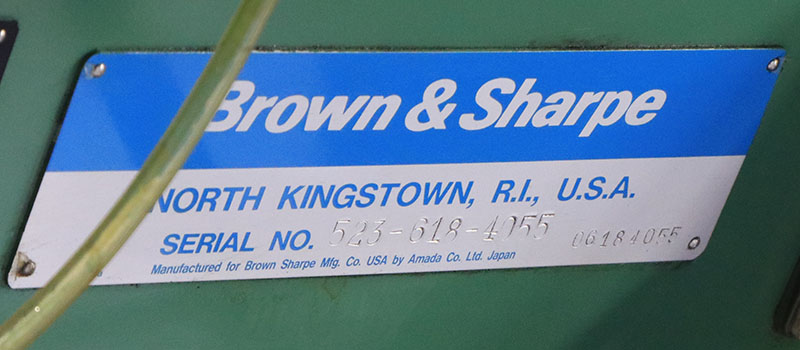 Brown & Sharpe
NORTH KINGSTOWN, R.I., U.S.A.
SERIAL NO. 523-618-4055 06184055
Manufactured for Brown Sharpe Mfg. Co. USA by Amada Co. Ltd. Japan